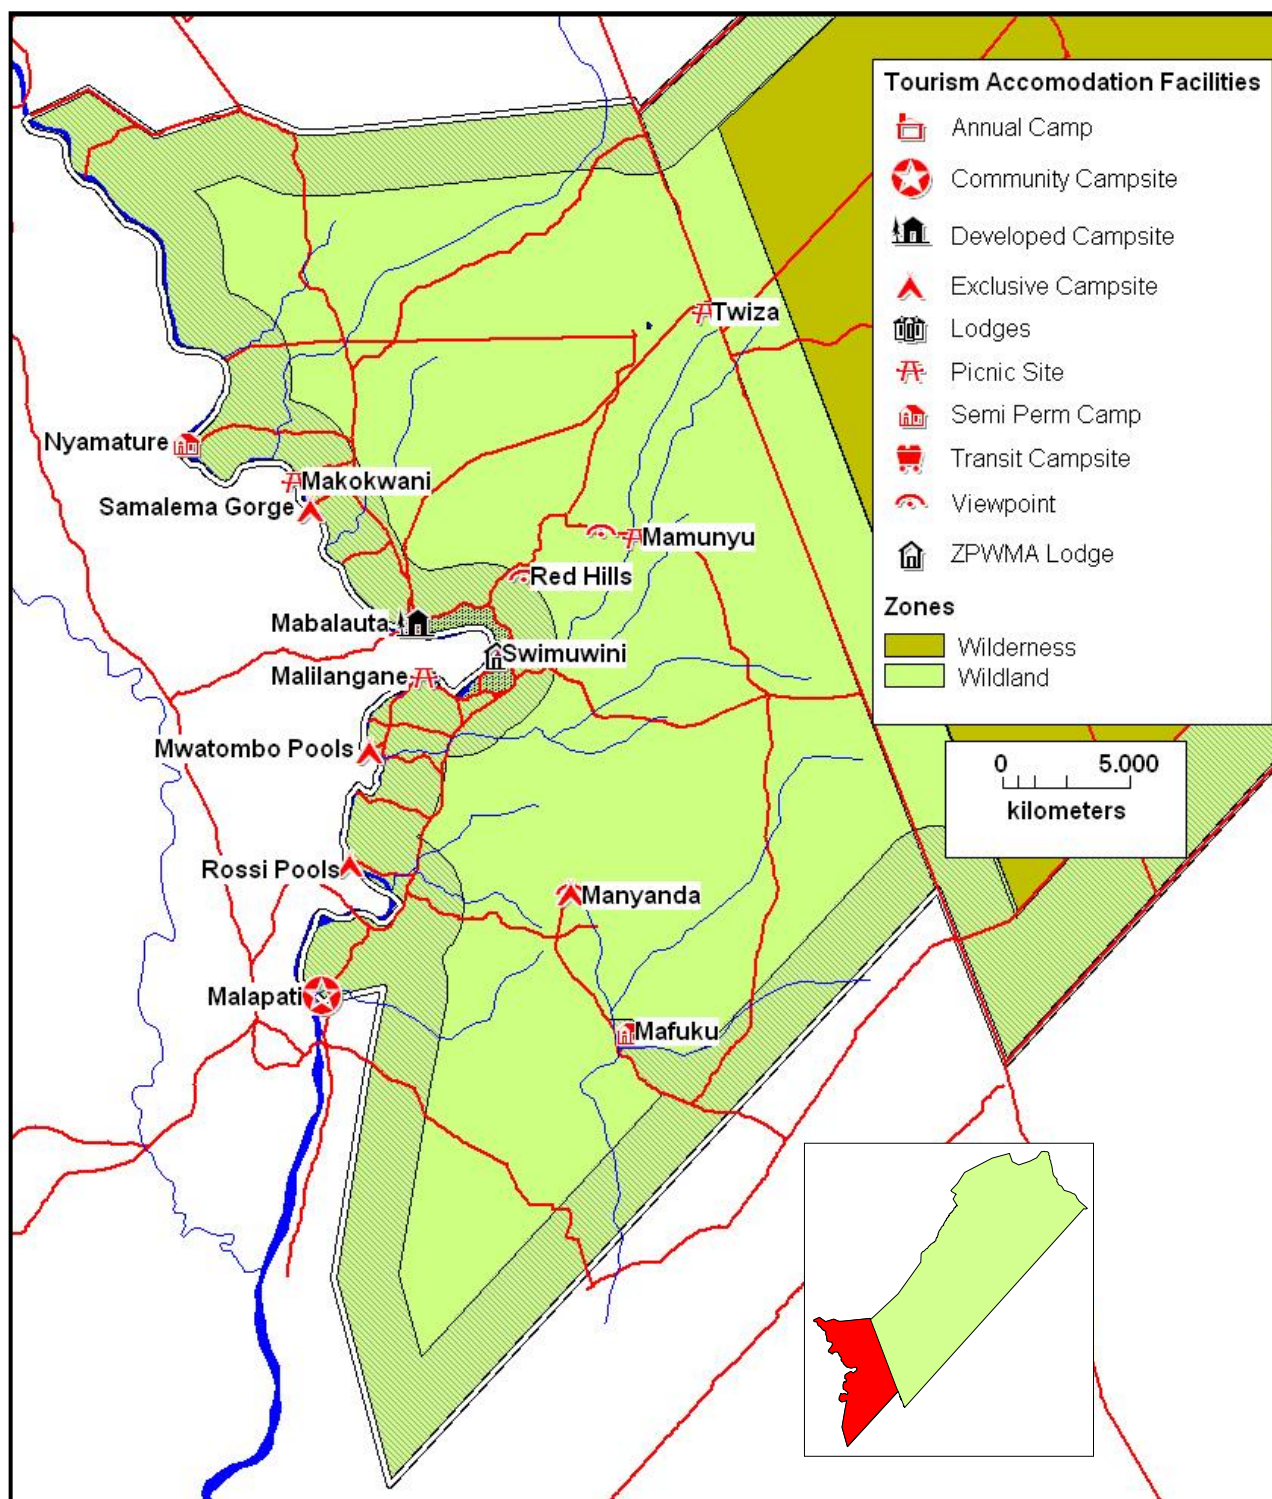 Tourism Accomodation Facilities
Annual Camp
Community Campsite
Developed Campsite
Exclusive Campsite
Lodges
Picnic Site
Semi Perm Camp
Transit Campsite
Viewpoint
ZPWMA Lodge
Zones
Wilderness
Wildland
0 5.000
kilometers
Twiza
Nyamature
Makokwani
Samalema Gorge
Mamunyu
Red Hills
Mabalauta
Swimuwini
Malilangane
Mwatombo Pools
Rossi Pools
Manyanda
Malapati
Mafuku